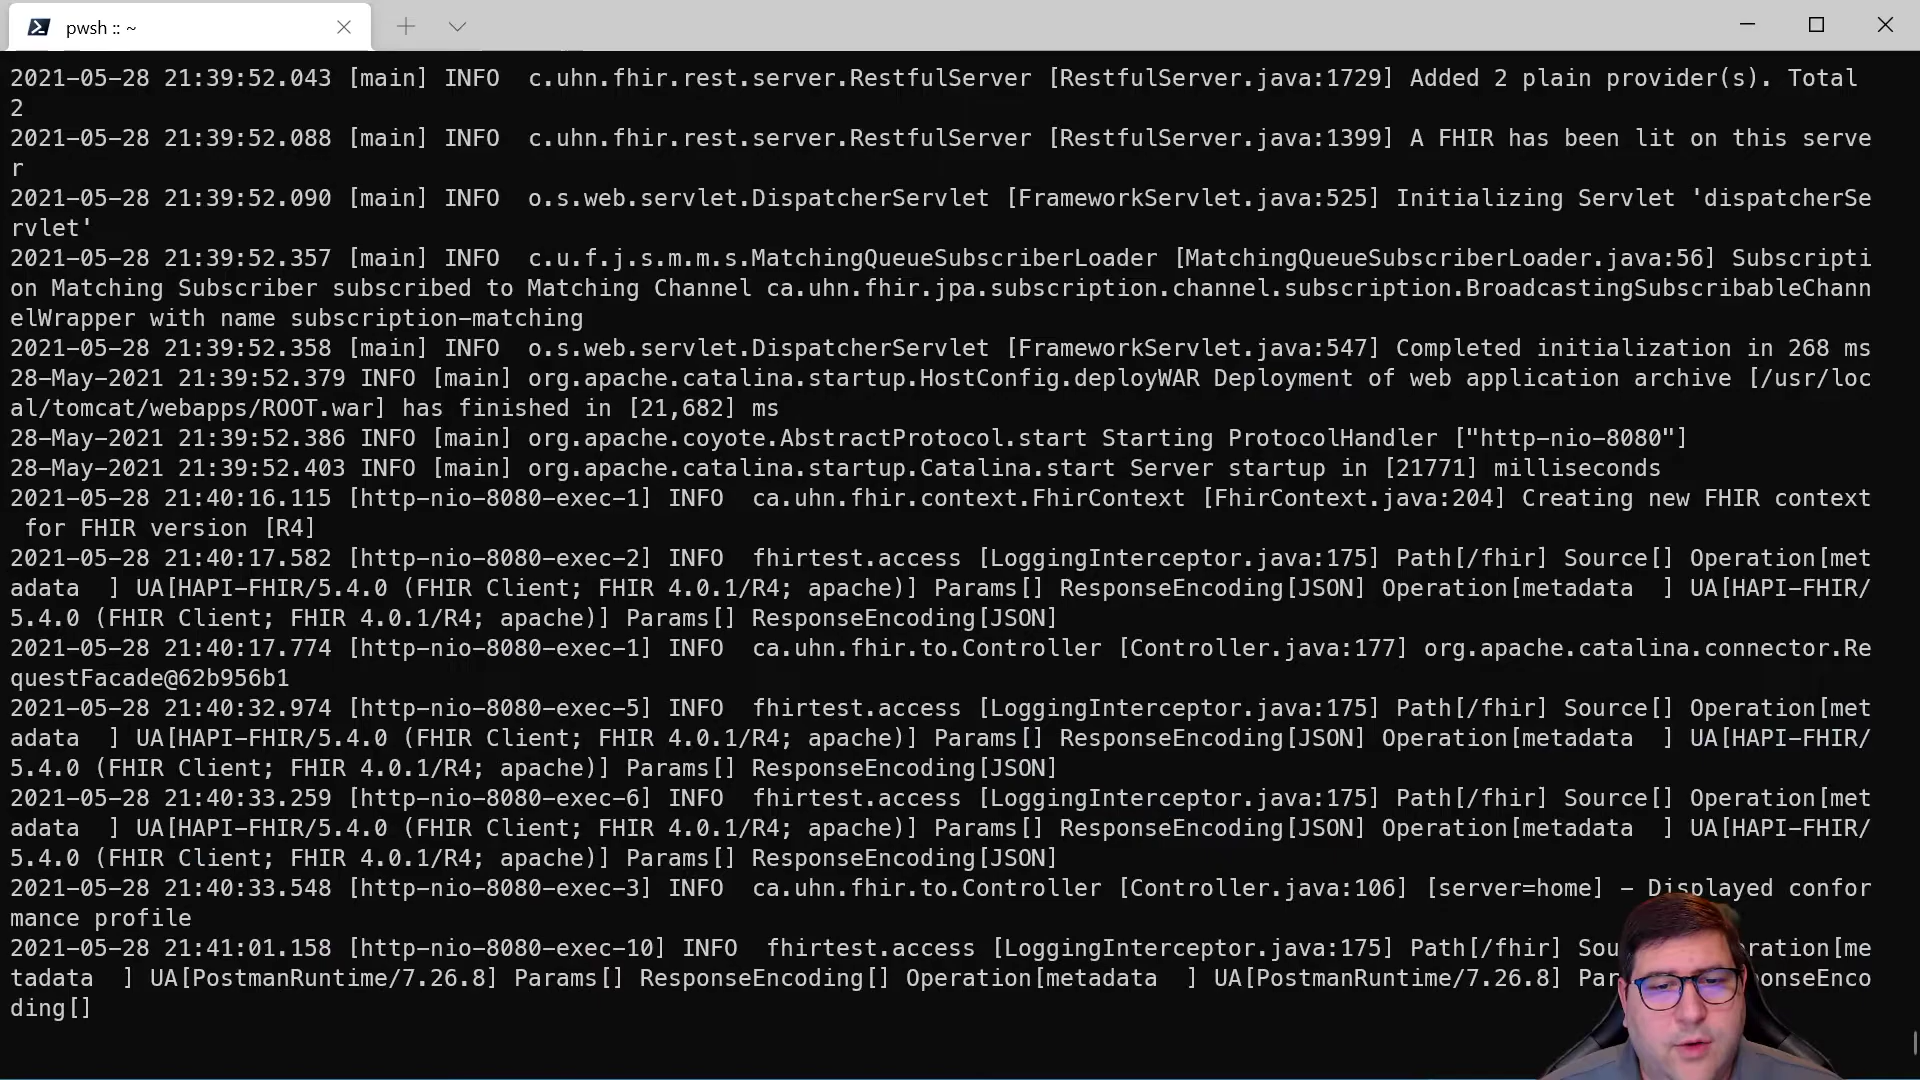 pwsh :: ~
2021-05-28 21:39:52.043 [main] INFO  c.uhn.fhir.rest.server.RestfulServer [RestfulServer.java:1729] Added 2 plain provider(s). Total
2
2021-05-28 21:39:52.088 [main] INFO  c.uhn.fhir.rest.server.RestfulServer [RestfulServer.java:1399] A FHIR has been lit on this serve
r
2021-05-28 21:39:52.090 [main] INFO  o.s.web.servlet.DispatcherServlet [FrameworkServlet.java:525] Initializing Servlet 'dispatcherSe
rvlet'
2021-05-28 21:39:52.357 [main] INFO  c.u.f.j.s.m.m.s.MatchingQueueSubscriberLoader [MatchingQueueSubscriberLoader.java:56] Subscripti
on Matching Subscriber subscribed to Matching Channel ca.uhn.fhir.jpa.subscription.channel.subscription.BroadcastingSubscribableChann
elWrapper with name subscription-matching
2021-05-28 21:39:52.358 [main] INFO  o.s.web.servlet.DispatcherServlet [FrameworkServlet.java:547] Completed initialization in 268 ms
28-May-2021 21:39:52.379 INFO [main] org.apache.catalina.startup.HostConfig.deployWAR Deployment of web application archive [/usr/loc
al/tomcat/webapps/ROOT.war] has finished in [21,682] ms
28-May-2021 21:39:52.386 INFO [main] org.apache.coyote.AbstractProtocol.start Starting ProtocolHandler ["http-nio-8080"]
28-May-2021 21:39:52.403 INFO [main] org.apache.catalina.startup.Catalina.start Server startup in [21771] milliseconds
2021-05-28 21:40:16.115 [http-nio-8080-exec-1] INFO  ca.uhn.fhir.context.FhirContext [FhirContext.java:204] Creating new FHIR context
 for FHIR version [R4]
2021-05-28 21:40:17.582 [http-nio-8080-exec-2] INFO  fhirtest.access [LoggingInterceptor.java:175] Path[/fhir] Source[] Operation[met
adata  ] UA[HAPI-FHIR/5.4.0 (FHIR Client; FHIR 4.0.1/R4; apache)] Params[] ResponseEncoding[JSON] Operation[metadata  ] UA[HAPI-FHIR/
5.4.0 (FHIR Client; FHIR 4.0.1/R4; apache)] Params[] ResponseEncoding[JSON]
2021-05-28 21:40:17.774 [http-nio-8080-exec-1] INFO  ca.uhn.fhir.to.Controller [Controller.java:177] org.apache.catalina.connector.Re
questFacade@62b956b1
2021-05-28 21:40:32.974 [http-nio-8080-exec-5] INFO  fhirtest.access [LoggingInterceptor.java:175] Path[/fhir] Source[] Operation[met
adata  ] UA[HAPI-FHIR/5.4.0 (FHIR Client; FHIR 4.0.1/R4; apache)] Params[] ResponseEncoding[JSON] Operation[metadata  ] UA[HAPI-FHIR/
5.4.0 (FHIR Client; FHIR 4.0.1/R4; apache)] Params[] ResponseEncoding[JSON]
2021-05-28 21:40:33.259 [http-nio-8080-exec-6] INFO  fhirtest.access [LoggingInterceptor.java:175] Path[/fhir] Source[] Operation[met
adata  ] UA[HAPI-FHIR/5.4.0 (FHIR Client; FHIR 4.0.1/R4; apache)] Params[] ResponseEncoding[JSON] Operation[metadata  ] UA[HAPI-FHIR/
5.4.0 (FHIR Client; FHIR 4.0.1/R4; apache)] Params[] ResponseEncoding[JSON]
2021-05-28 21:40:33.548 [http-nio-8080-exec-3] INFO  ca.uhn.fhir.to.Controller [Controller.java:106] [server=home] - Displayed confor
mance profile
2021-05-28 21:41:01.158 [http-nio-8080-exec-10] INFO  fhirtest.access [LoggingInterceptor.java:175] Path[/fhir] Sou eration[me
tadata  ] UA[PostmanRuntime/7.26.8] Params[] ResponseEncoding[] Operation[metadata  ] UA[PostmanRuntime/7.26.8] Par onseEnco
ding[]